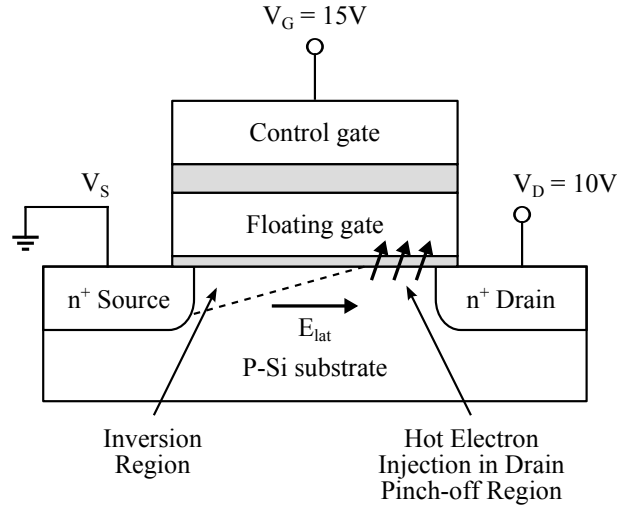 V_G = 15V
Control gate
V_S
V_D = 10V
Floating gate
n⁺ Source
n⁺ Drain
E_lat
P-Si substrate
Inversion
Region
Hot Electron
Injection in Drain
Pinch-off Region